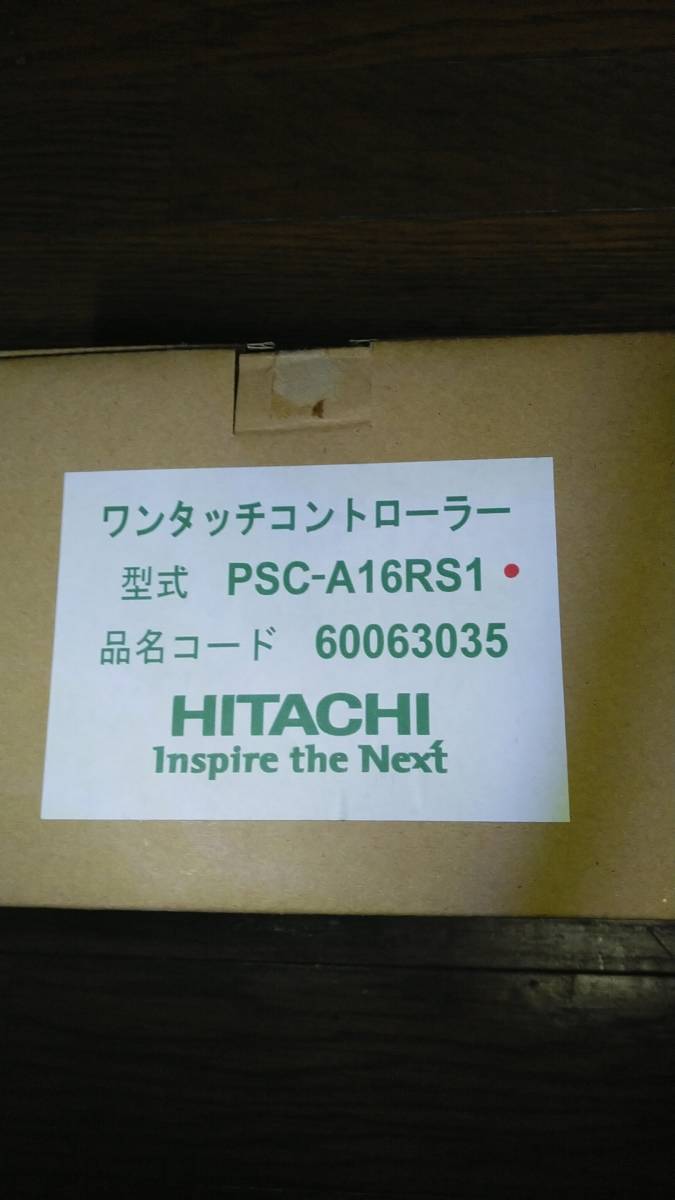 ワンタッチコントローラー
型式 PSC-A16RS1
品名コード 60063035
HITACHI
Inspire the Next